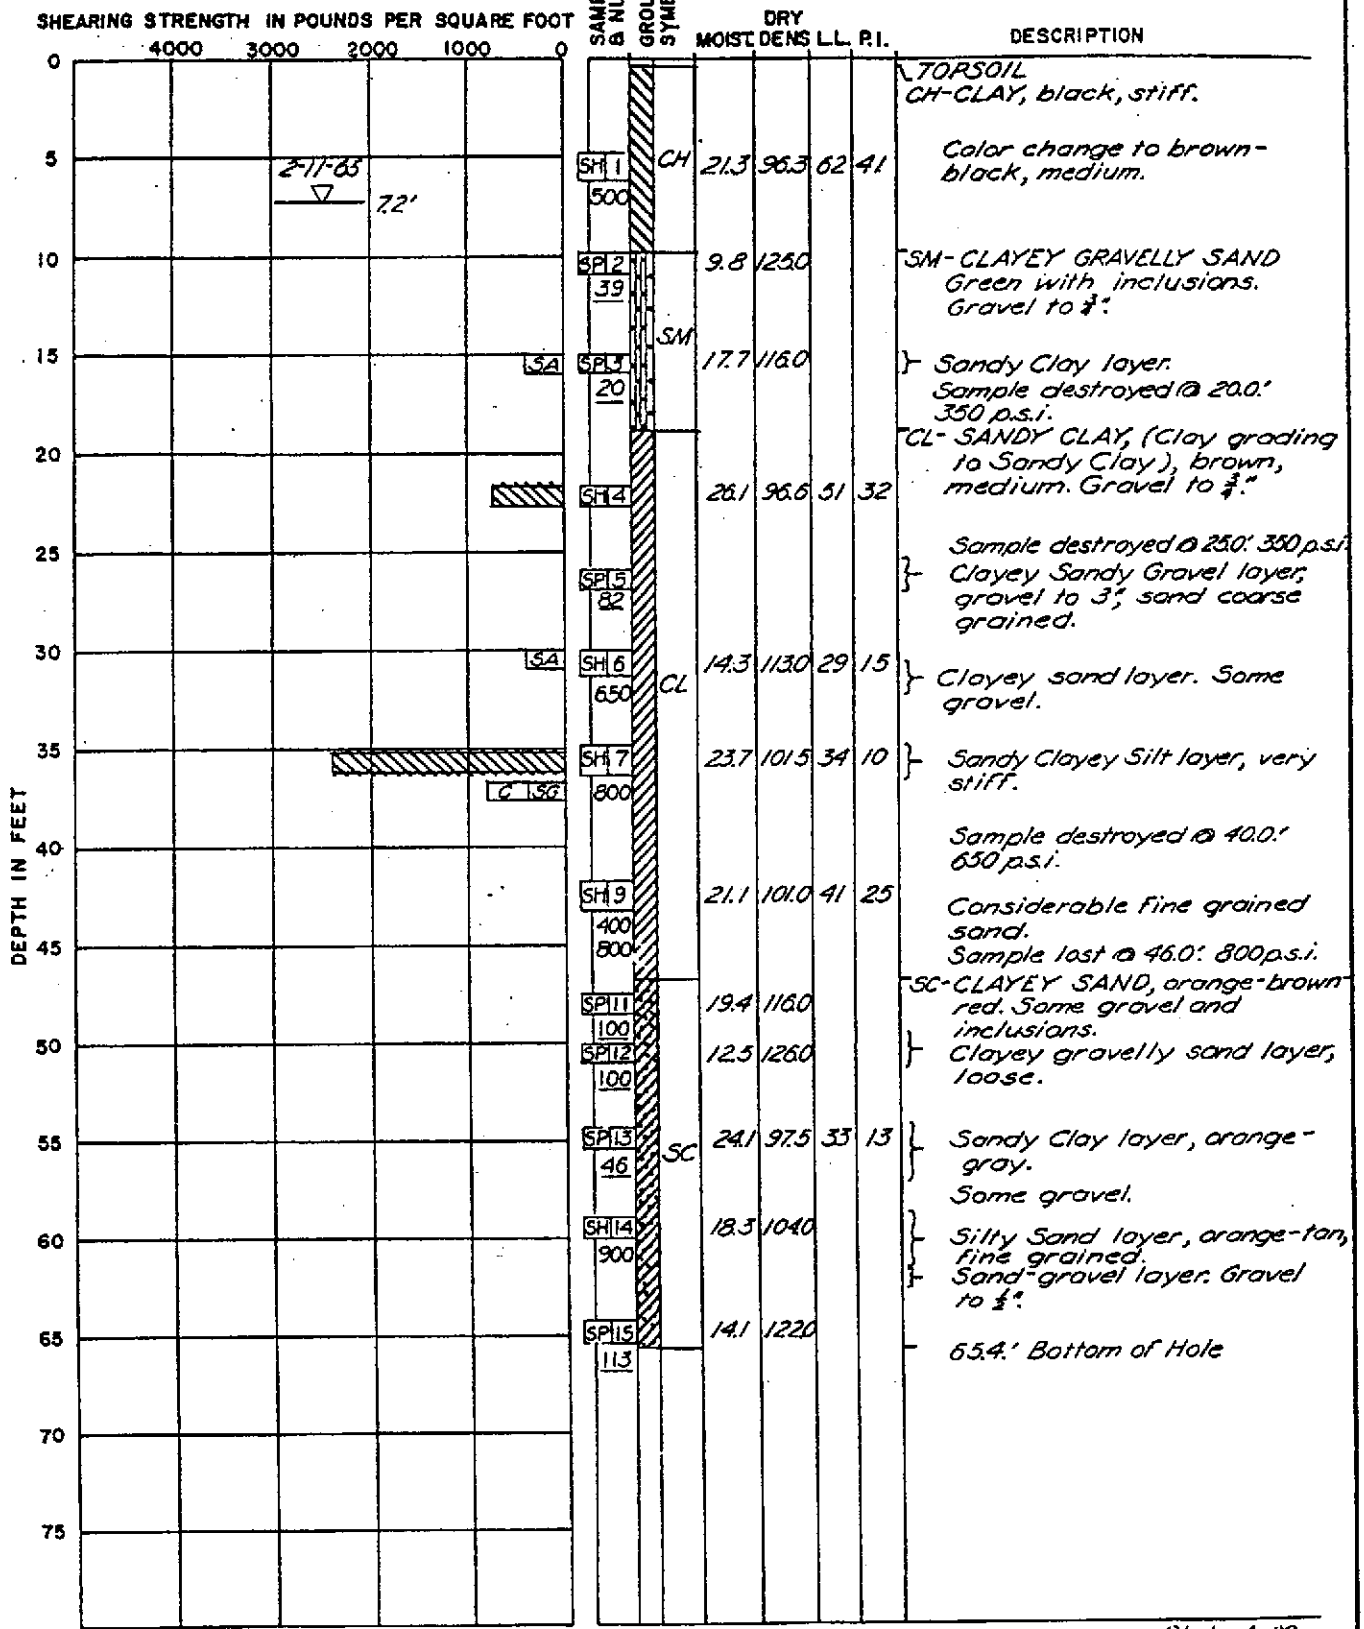 SHEARING STRENGTH IN POUNDS PER SQUARE FOOT
4000 3000 2000 1000 0
MOIST. DRY DENS L.L. P.I.
DESCRIPTION
0
TOPSOIL
CH-CLAY, black, stiff.
5
2-11-65
7.2'
SH 1
500
CH
21.3 96.3 62 41
Color change to brown-
black, medium.
10
SP 2
39
9.8 125.0
SM-CLAYEY GRAVELLY SAND
Green with inclusions.
Gravel to ¾".
SM
15
SA
SP 3
20
17.7 116.0
Sandy Clay layer.
Sample destroyed @ 20.0'.
350 p.s.i.
CL- SANDY CLAY, (Clay grading
to Sandy Clay), brown,
medium. Gravel to ¾".
20
SH 4
26.1 96.6 51 32
25
Sample destroyed @ 25.0'. 350 p.s.i.
SP 5
82
Clayey Sandy Gravel layer,
gravel to 3", sand coarse
grained.
30
SA
SH 6
650
CL
14.3 113.0 29 15
Clayey sand layer. Some
gravel.
35
SH 7
800
C SG
23.7 101.5 34 10
Sandy Clayey Silt layer, very
stiff.
DEPTH IN FEET
40
Sample destroyed @ 40.0'.
650 p.s.i.
SH 9
400
800
21.1 101.0 41 25
Considerable fine grained
sand.
45
Sample lost @ 46.0'. 800 p.s.i.
SC-CLAYEY SAND, orange-brown
red. Some gravel and
inclusions.
SP 11
100
19.4 116.0
50
SP 12
100
12.5 126.0
Clayey gravelly sand layer,
loose.
55
SP 13
46
SC
24.1 97.5 33 13
Sandy Clay layer, orange-
gray.
Some gravel.
60
SH 14
900
18.3 104.0
Silty Sand layer, orange-tan,
fine grained.
Sand-gravel layer. Gravel
to ½".
65
SP 15
113
14.1 122.0
65.4.' Bottom of Hole
70
75